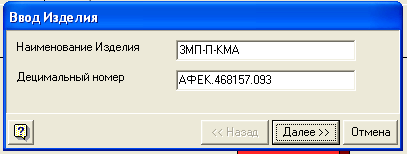 Ввод Изделия
Наименование Изделия
ЗМП-П-КМА
Децимальный номер
АФЕК.468157.093
<< Назад
Далее >>
Отмена